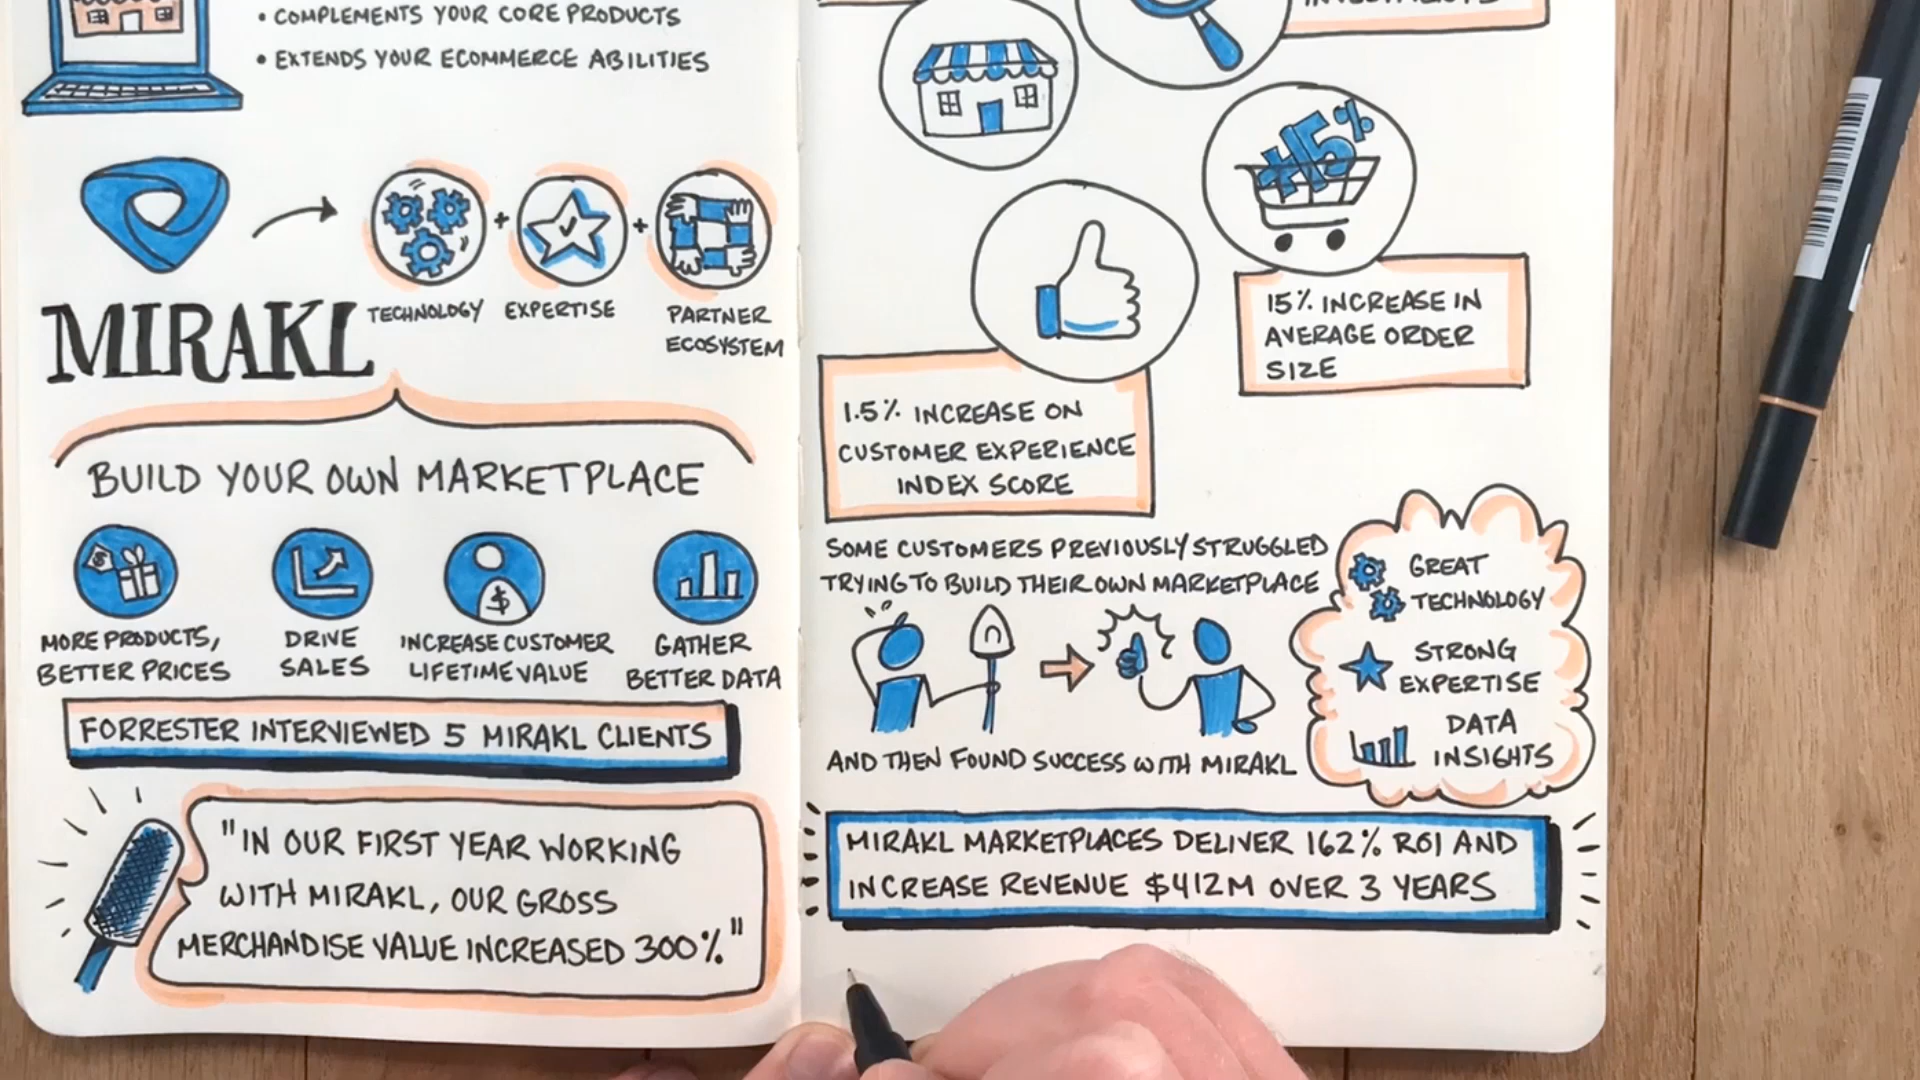 • COMPLEMENTS YOUR CORE PRODUCTS
• EXTENDS YOUR ECOMMERCE ABILITIES
MIRAKL
TECHNOLOGY + EXPERTISE + PARTNER
ECOSYSTEM
BUILD YOUR OWN MARKETPLACE
$
MORE PRODUCTS,
BETTER PRICES
DRIVE
SALES
$
INCREASE CUSTOMER
LIFETIME VALUE
GATHER
BETTER DATA
FORRESTER INTERVIEWED 5 MIRAKL CLIENTS
"IN OUR FIRST YEAR WORKING
WITH MIRAKL, OUR GROSS
MERCHANDISE VALUE INCREASED 300%."
+15%
15% INCREASE IN
AVERAGE ORDER
SIZE
1.5% INCREASE ON
CUSTOMER EXPERIENCE
INDEX SCORE
SOME CUSTOMERS PREVIOUSLY STRUGGLED
TRYING TO BUILD THEIR OWN MARKETPLACE
AND THEN FOUND SUCCESS WITH MIRAKL
GREAT
TECHNOLOGY
STRONG
EXPERTISE
DATA
INSIGHTS
MIRAKL MARKETPLACES DELIVER 162% ROI AND
INCREASE REVENUE $412M OVER 3 YEARS